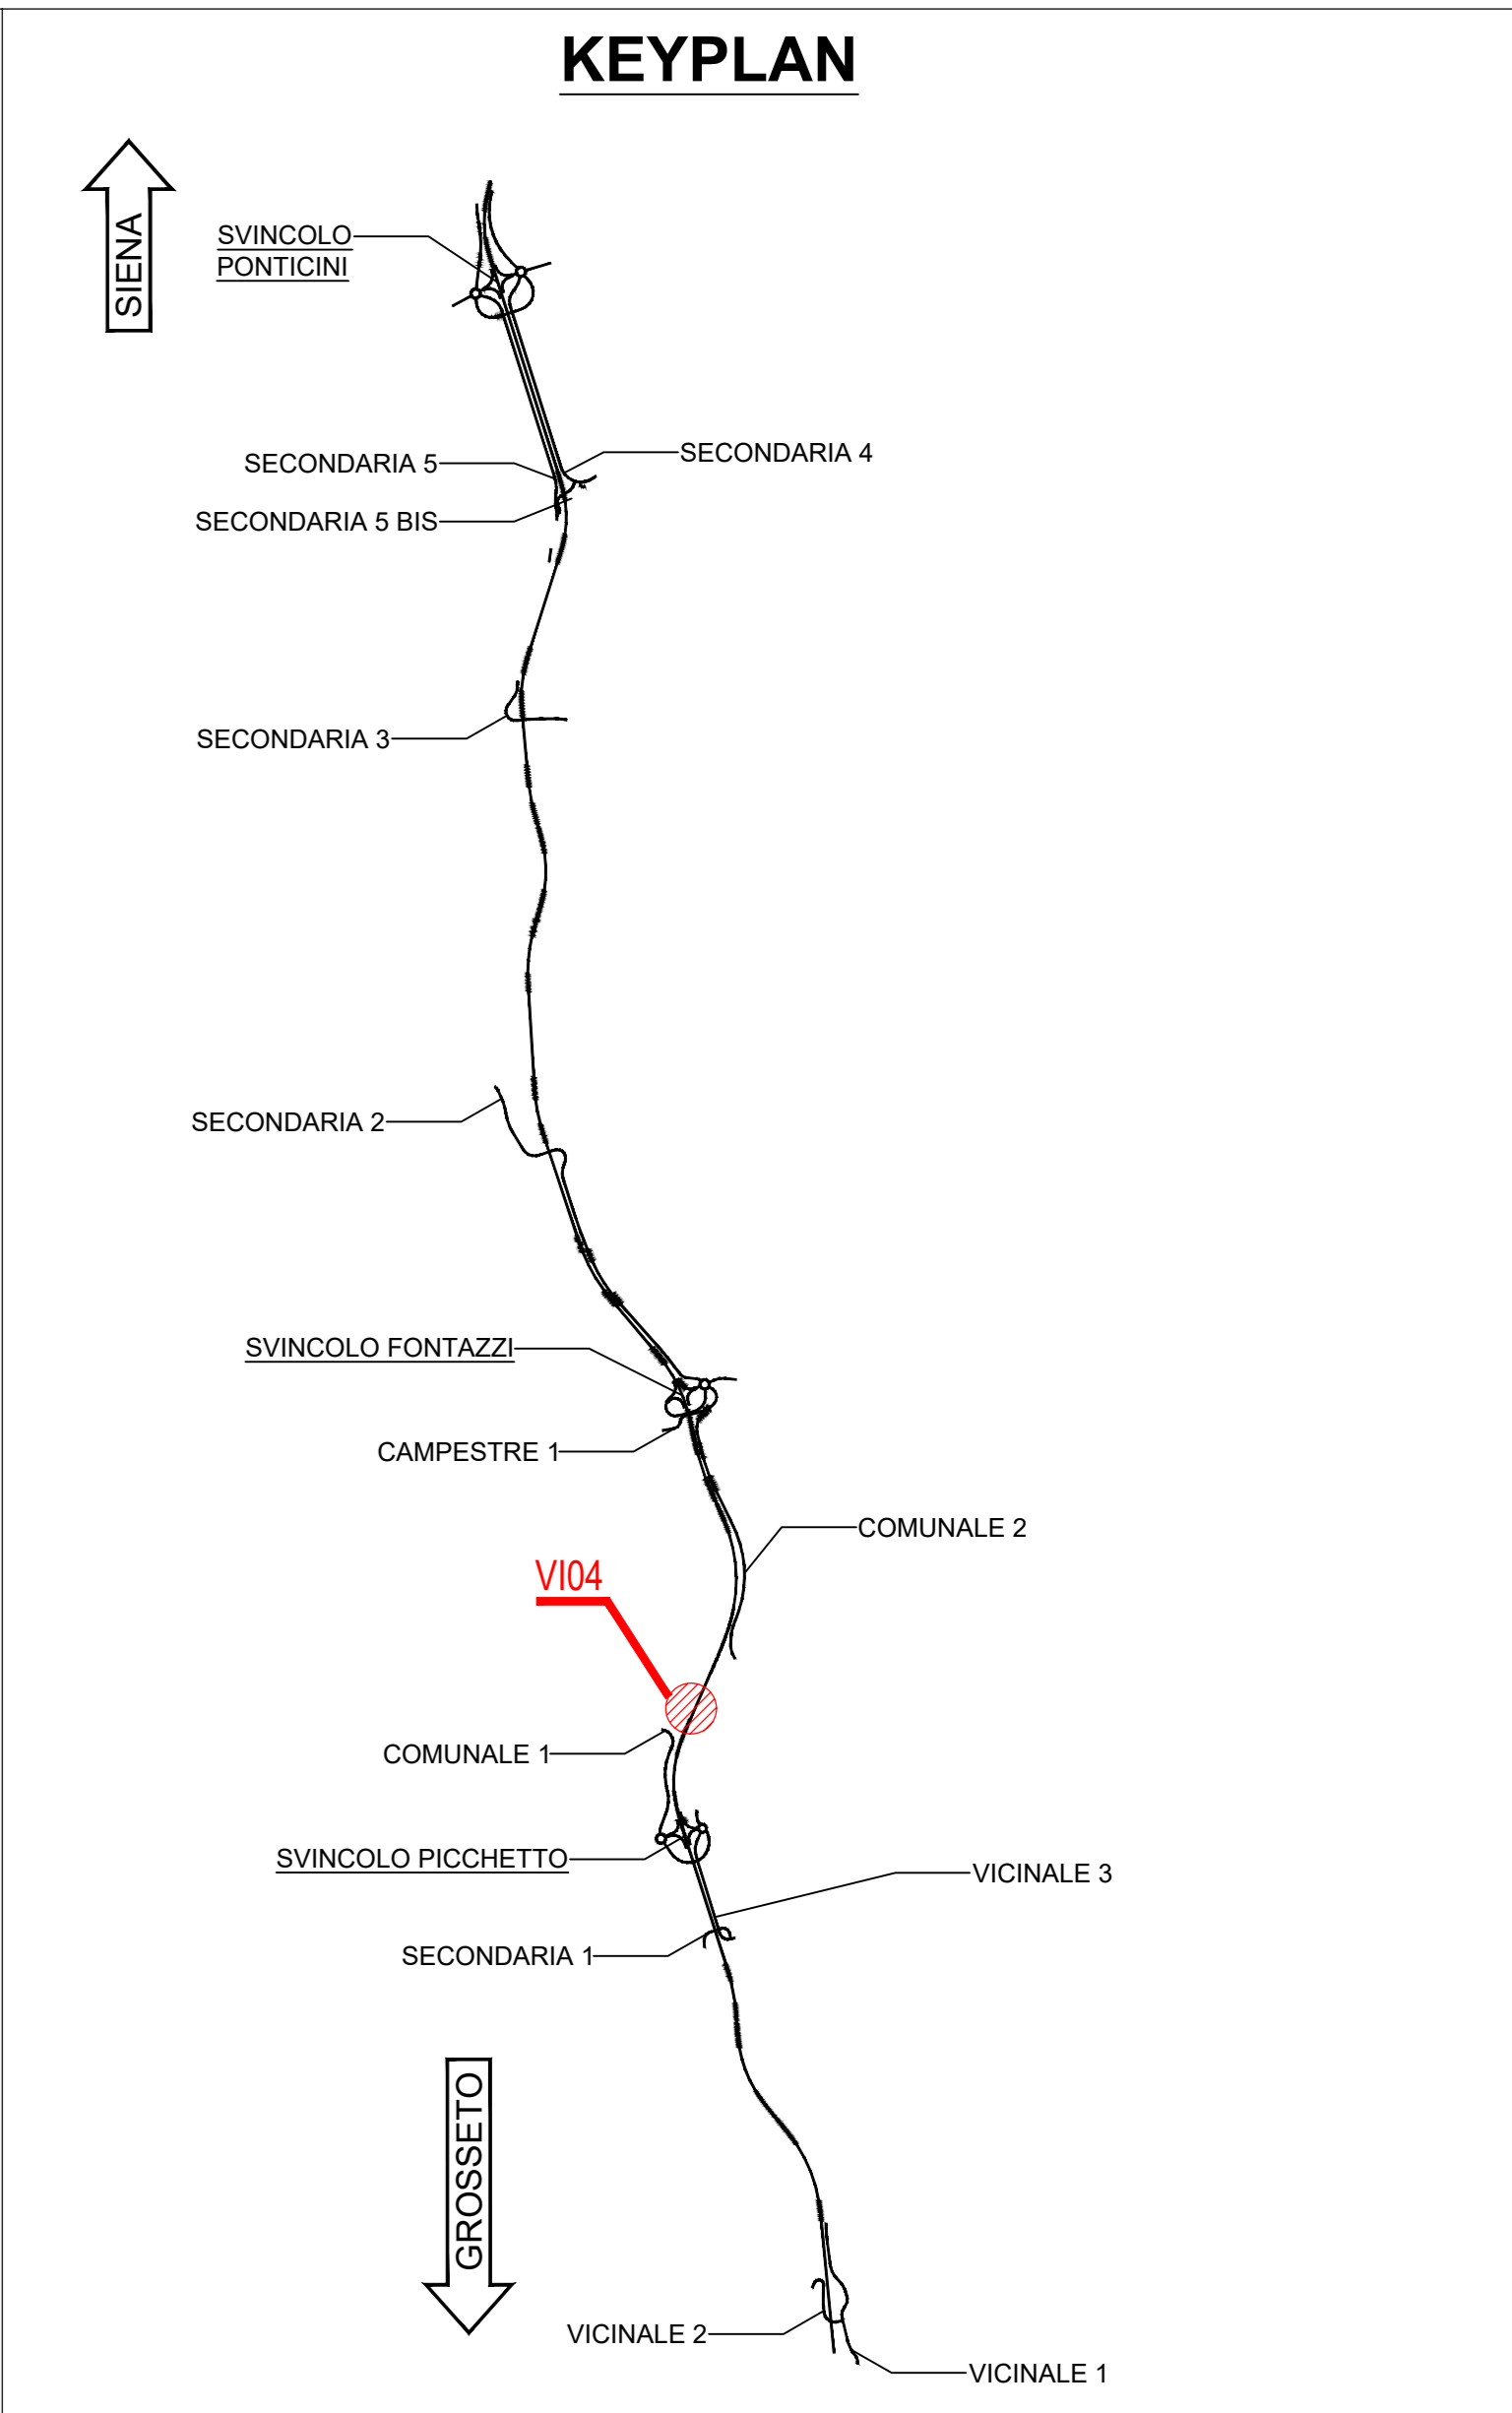 KEYPLAN
SIENA
SVINCOLO
PONTICINI
SECONDARIA 4
SECONDARIA 5
SECONDARIA 5 BIS
SECONDARIA 3
SECONDARIA 2
SVINCOLO FONTAZZI
CAMPESTRE 1
COMUNALE 2
VI04
COMUNALE 1
SVINCOLO PICCHETTO
VICINALE 3
SECONDARIA 1
GROSSETO
VICINALE 2
VICINALE 1